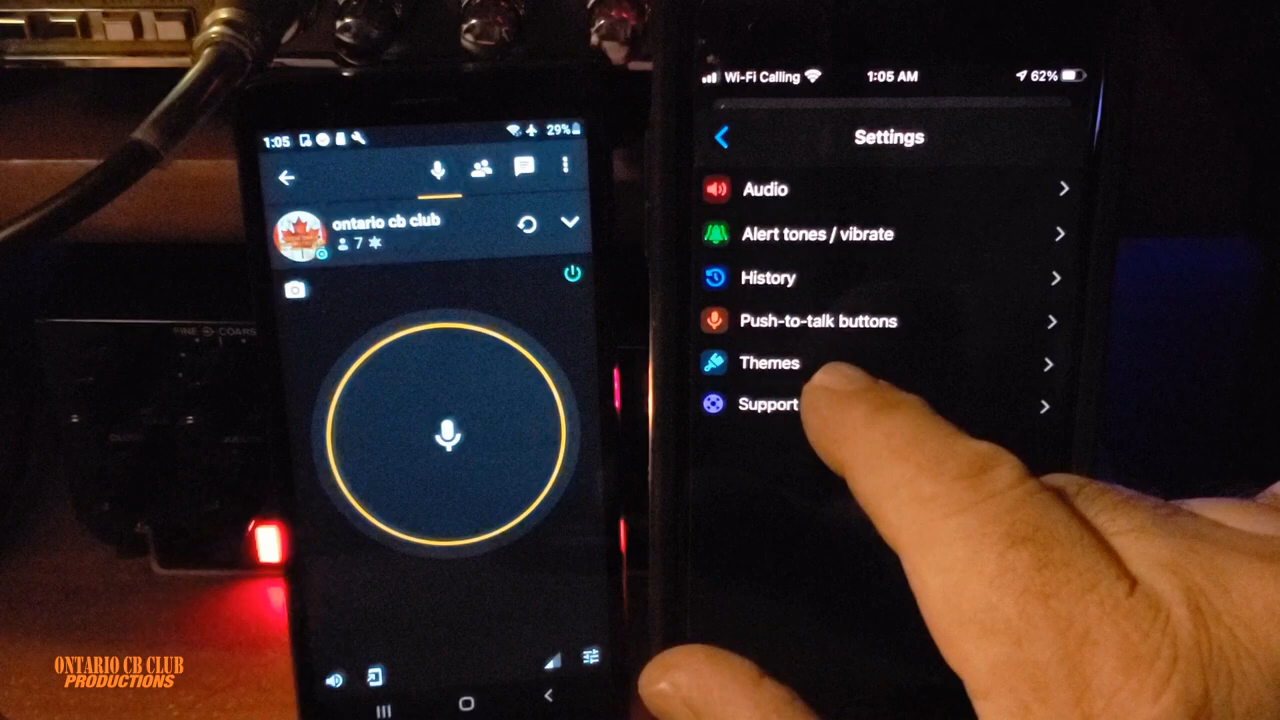 FINE COARS
1:05 29%
ontario cb club
7
Wi-Fi Calling 1:05 AM 62%
Settings
Audio
Alert tones / vibrate
History
Push-to-talk buttons
Themes
Support
ONTARIO CB CLUB
PRODUCTIONS